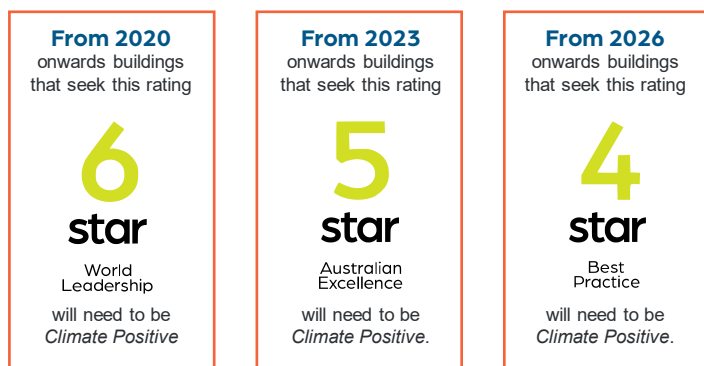 From 2020
onwards buildings
that seek this rating
6
star
World
Leadership
will need to be
Climate Positive
From 2023
onwards buildings
that seek this rating
5
star
Australian
Excellence
will need to be
Climate Positive.
From 2026
onwards buildings
that seek this rating
4
star
Best
Practice
will need to be
Climate Positive.